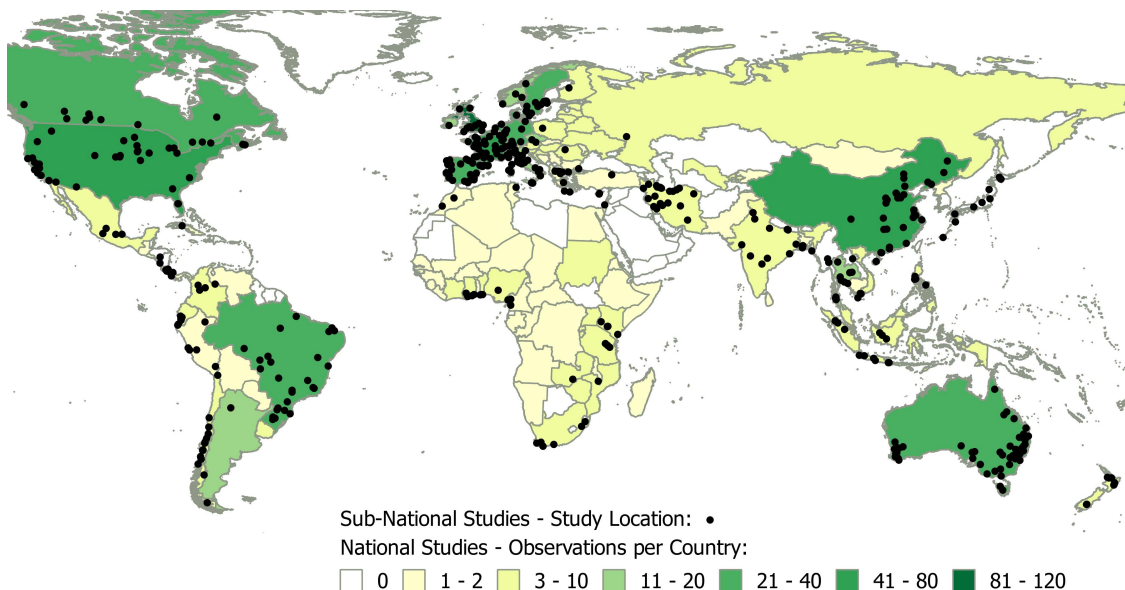 Sub-National Studies - Study Location:
National Studies - Observations per Country:
0 1 - 2 3 - 10 11 - 20 21 - 40 41 - 80 81 - 120